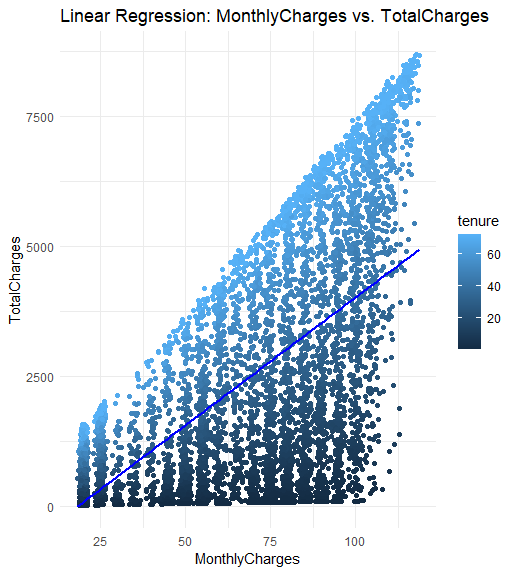 Linear Regression: MonthlyCharges vs. TotalCharges
7500
5000
2500
0
TotalCharges
25 50 75 100
MonthlyCharges
tenure
60
40
20